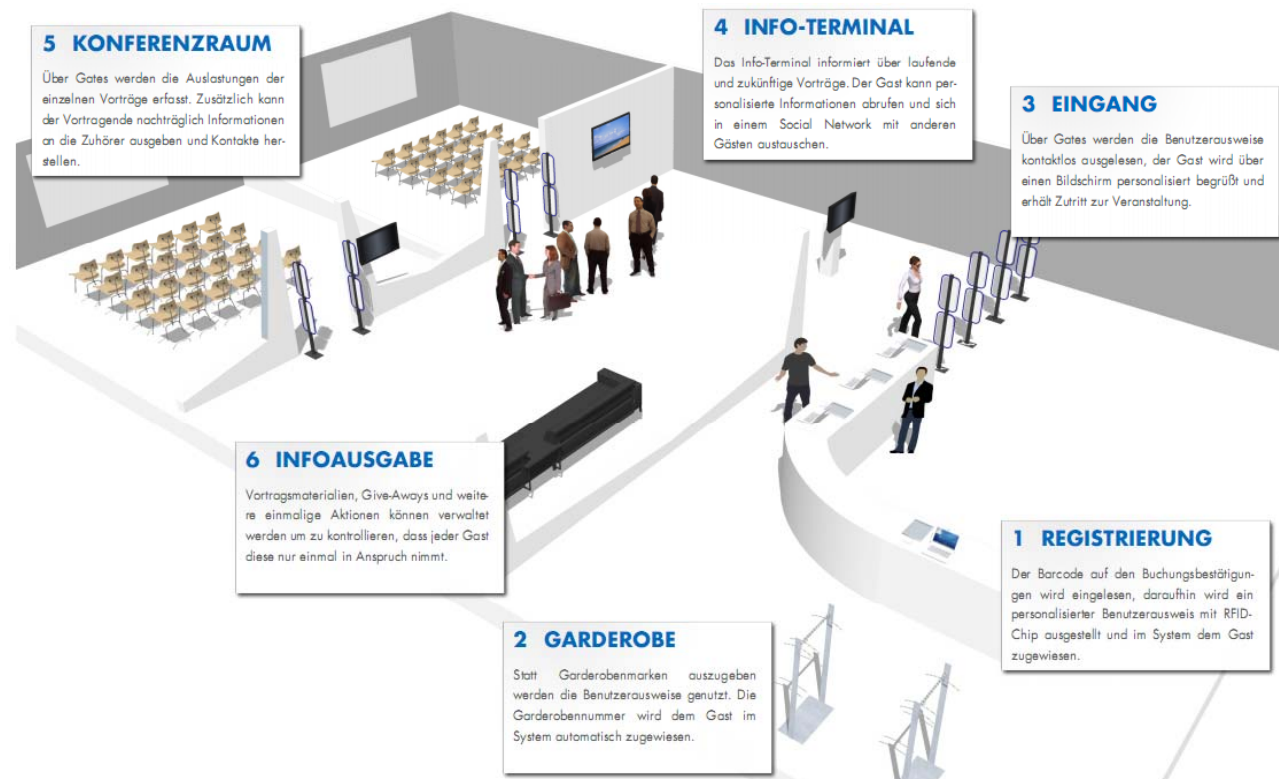 5 KONFERENZRAUM
Über Gates werden die Auslastungen der
einzelnen Vorträge erfasst. Zusätzlich kann
der Vortragende nachträglich Informationen
an die Zuhörer ausgeben und Kontakte her-
stellen.
4 INFO-TERMINAL
Das Info-Terminal informiert über laufende
und zukünftige Vorträge. Der Gast kann per-
sonalisierte Informationen abrufen und sich
in einem Social Network mit anderen
Gästen austauschen.
3 EINGANG
Über Gates werden die Benutzerausweise
kontaktlos ausgelesen, der Gast wird über
einen Bildschirm personalisiert begrüßt und
erhält Zutritt zur Veranstaltung.
6 INFOAUSGABE
Vortragsmaterialien, Give-Aways und weite-
re einmalige Aktionen können verwaltet
werden um zu kontrollieren, dass jeder Gast
diese nur einmal in Anspruch nimmt.
1 REGISTRIERUNG
Der Barcode auf den Buchungsbestätigun-
gen wird eingelesen, daraufhin wird ein
personalisierter Benutzerausweis mit RFID-
Chip ausgestellt und im System dem Gast
zugewiesen.
2 GARDEROBE
Statt Garderobenmarken auszugeben
werden die Benutzerausweise genutzt. Die
Garderobennummer wird dem Gast im
System automatisch zugewiesen.